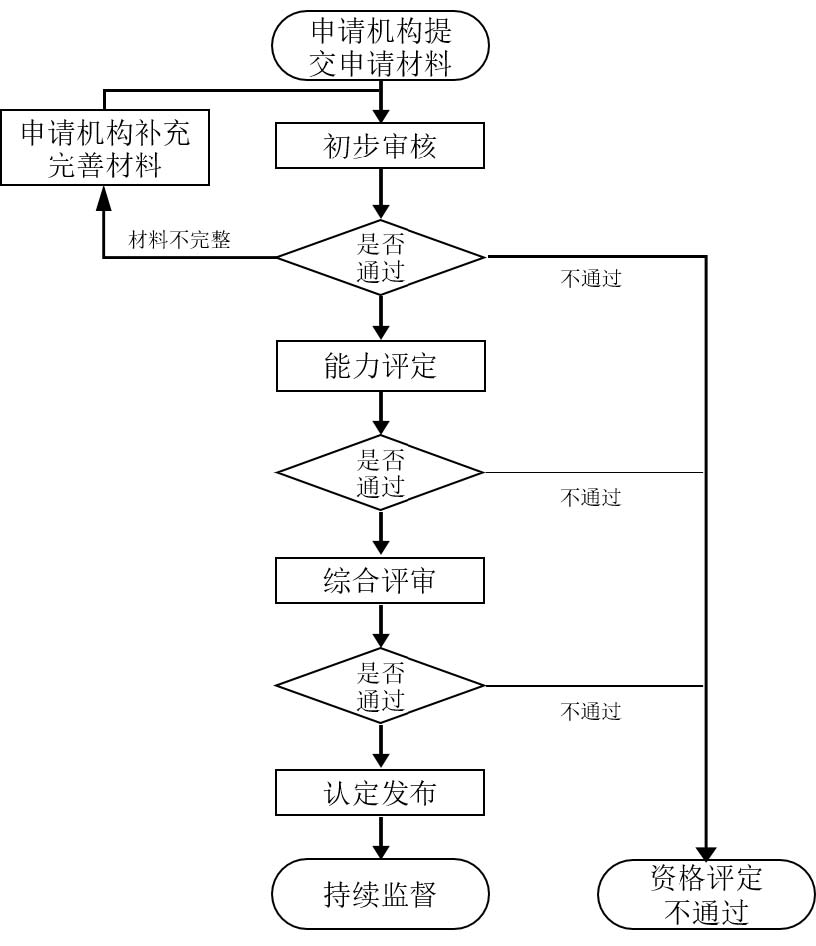 申请机构提
交申请材料
申请机构补充
完善材料
初步审核
材料不完整
是否
通过
不通过
能力评定
是否
通过
不通过
综合评审
是否
通过
不通过
认定发布
持续监督
资格评定
不通过